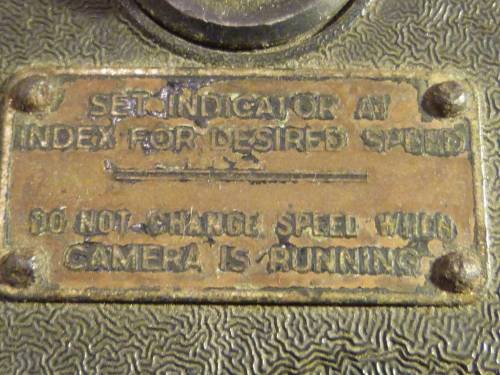 SET INDICATOR AT
INDEX FOR DESIRED SPEED
DO NOT CHANGE SPEED WHEN
CAMERA IS RUNNING